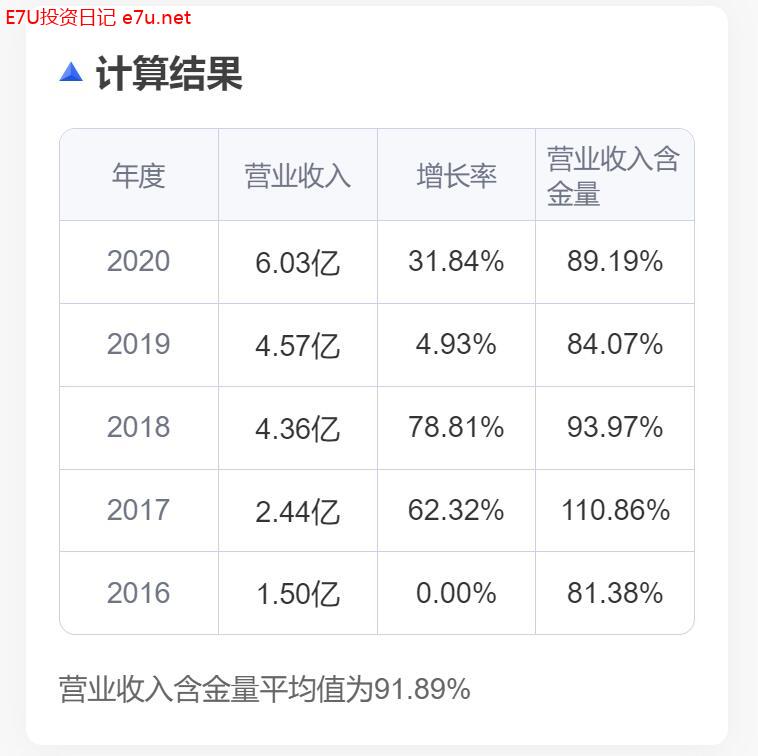 E7U投资日记 e7u.net
计算结果
年度 营业收入 增长率 营业收入含
金量
2020 6.03亿 31.84% 89.19%
2019 4.57亿 4.93% 84.07%
2018 4.36亿 78.81% 93.97%
2017 2.44亿 62.32% 110.86%
2016 1.50亿 0.00% 81.38%
营业收入含金量平均值为91.89%